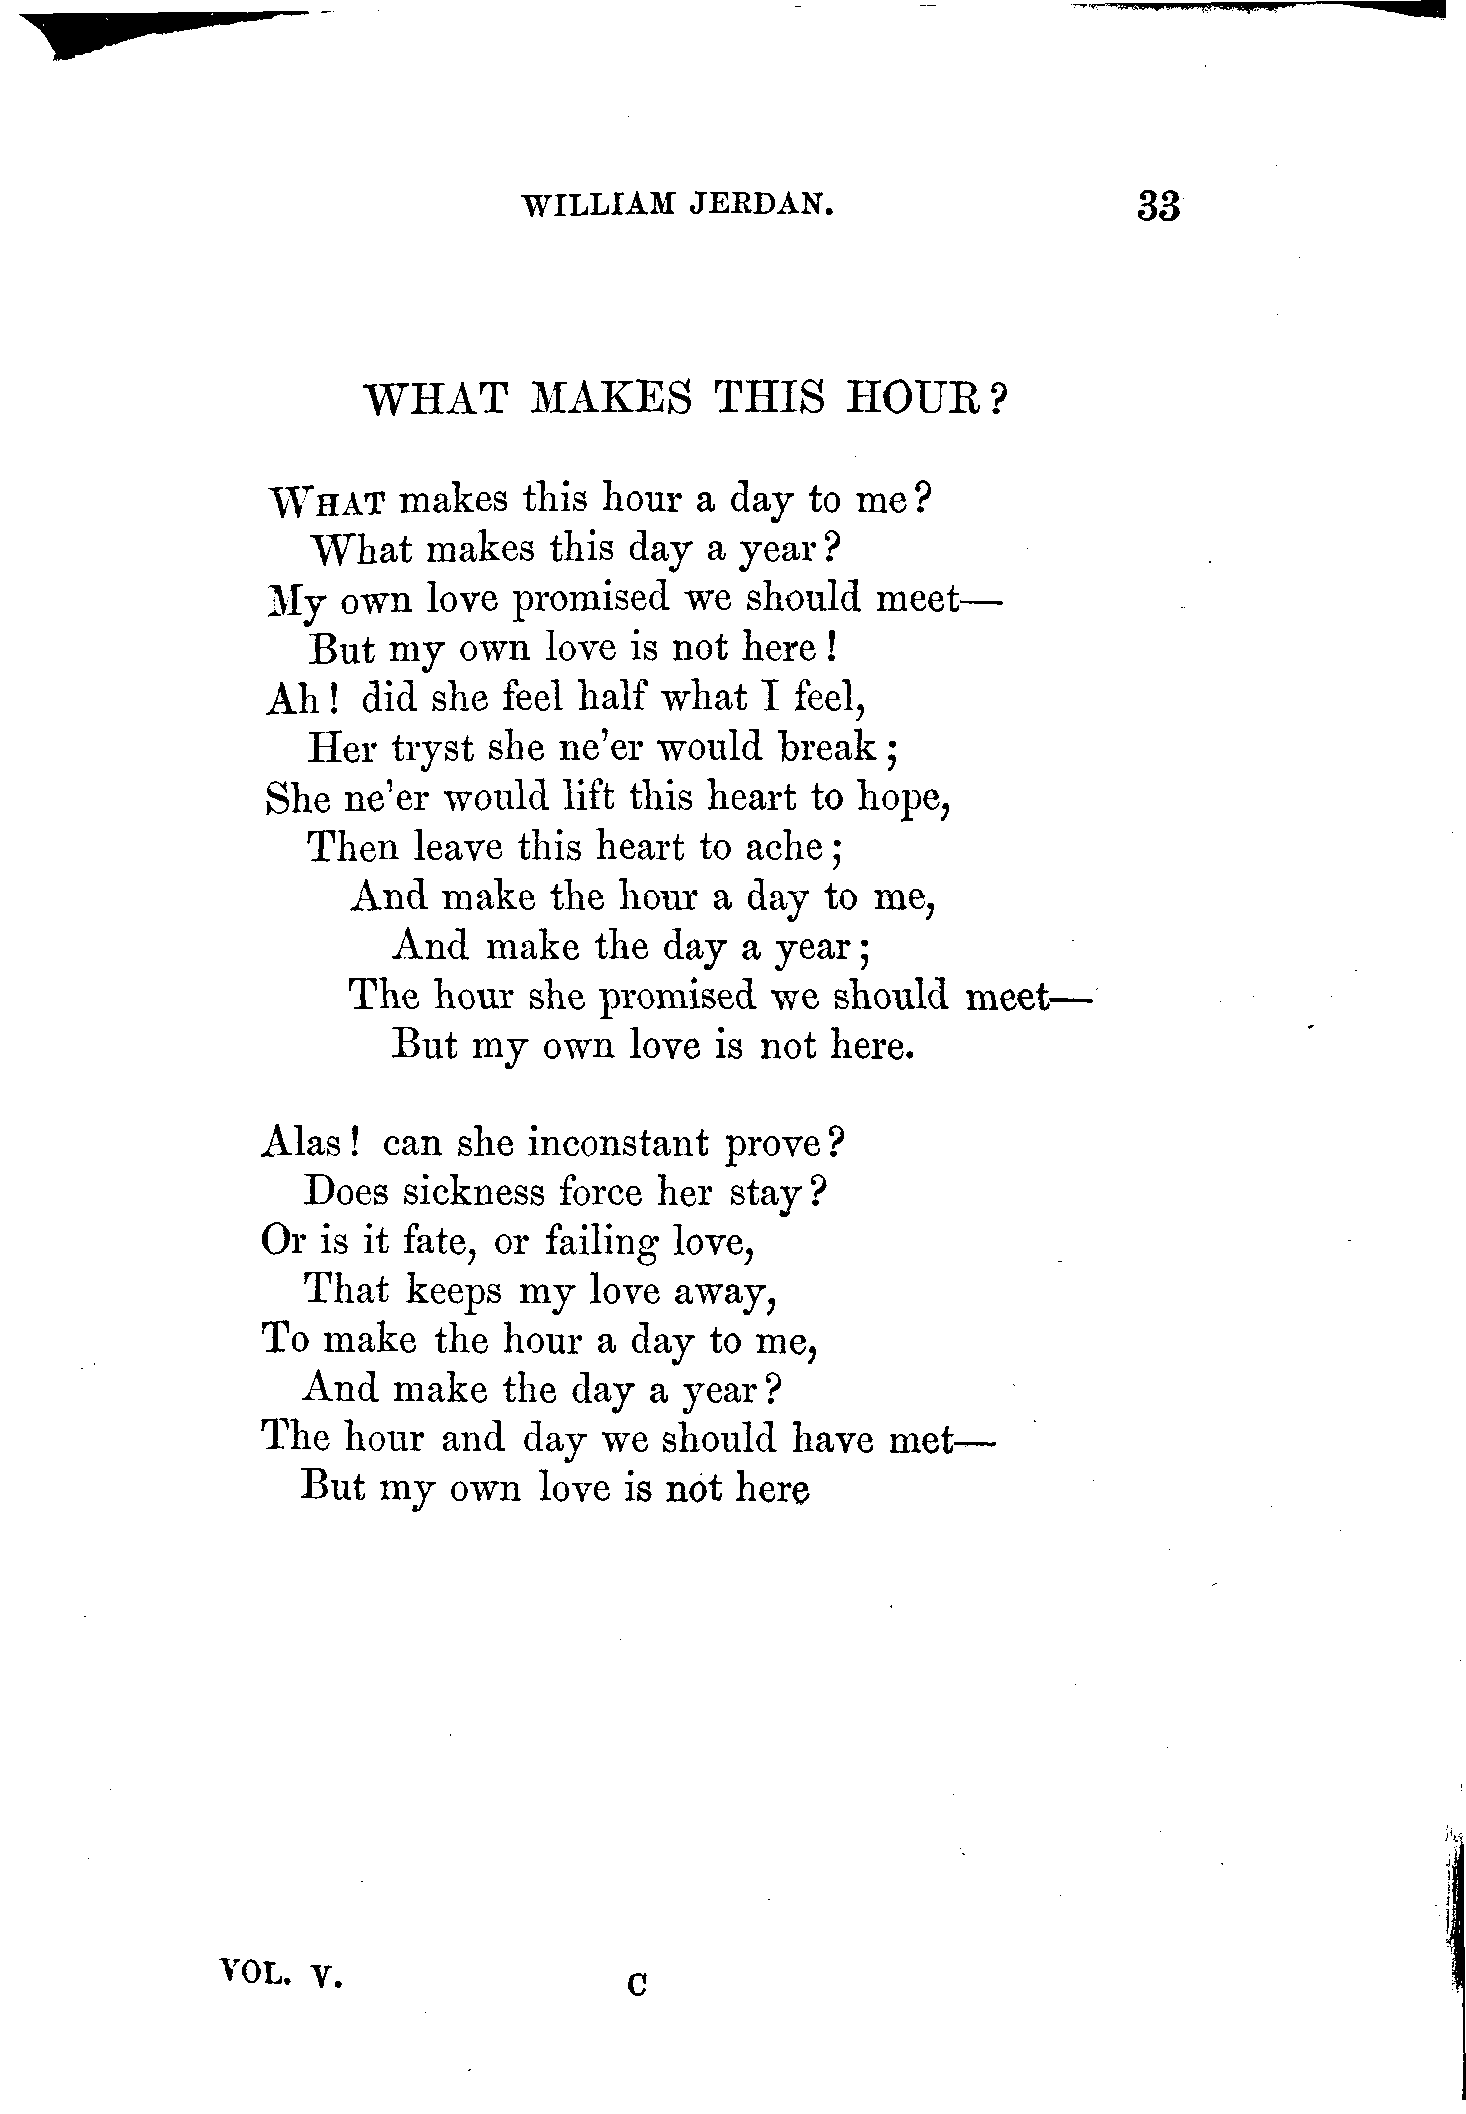 WILLIAM JERDAN. 33
WHAT MAKES THIS HOUR?
WHAT makes this hour a day to me?
What makes this day a year?
My own love promised we should meet—
But my own love is not here!
Ah! did she feel half what I feel,
Her tryst she ne'er would break;
She ne'er would lift this heart to hope,
Then leave this heart to ache;
And make the hour a day to me,
And make the day a year;
The hour she promised we should meet—
But my own love is not here.
Alas! can she inconstant prove?
Does sickness force her stay?
Or is it fate, or failing love,
That keeps my love away,
To make the hour a day to me,
And make the day a year?
The hour and day we should have met—
But my own love is not here
VOL. V. C